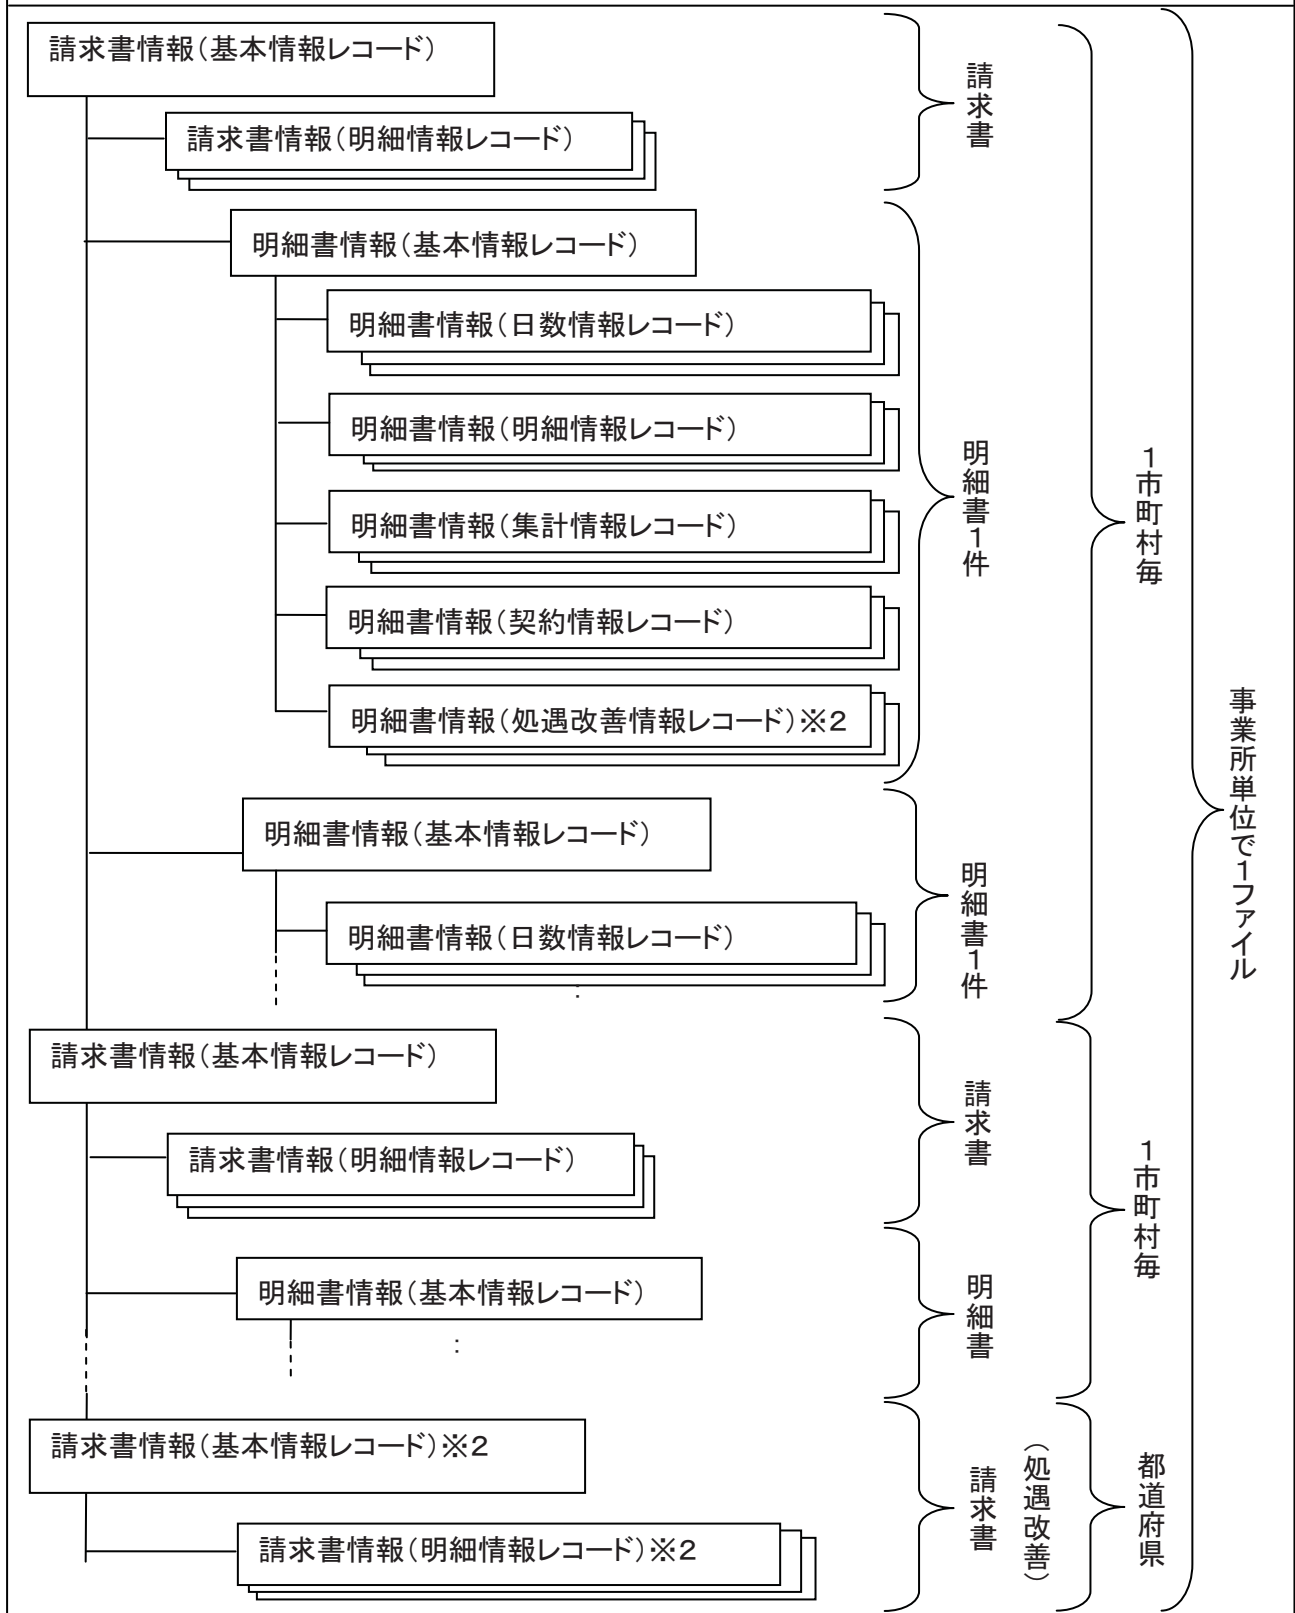 請求書情報（基本情報レコード）
請求書情報（明細情報レコード）
請求書
明細書情報（基本情報レコード）
明細書情報（日数情報レコード）
明細書情報（明細情報レコード）
明細書情報（集計情報レコード）
明細書情報（契約情報レコード）
明細書情報（処遇改善情報レコード）※２
明細書１件
明細書情報（基本情報レコード）
明細書情報（日数情報レコード）
：
明細書１件
１市町村毎
請求書情報（基本情報レコード）
請求書情報（明細情報レコード）
請求書
明細書情報（基本情報レコード）
：
明細書
１市町村毎
請求書情報（基本情報レコード）※２
請求書情報（明細情報レコード）※２
請求書
（処遇改善）
都道府県
事業所単位で１ファイル